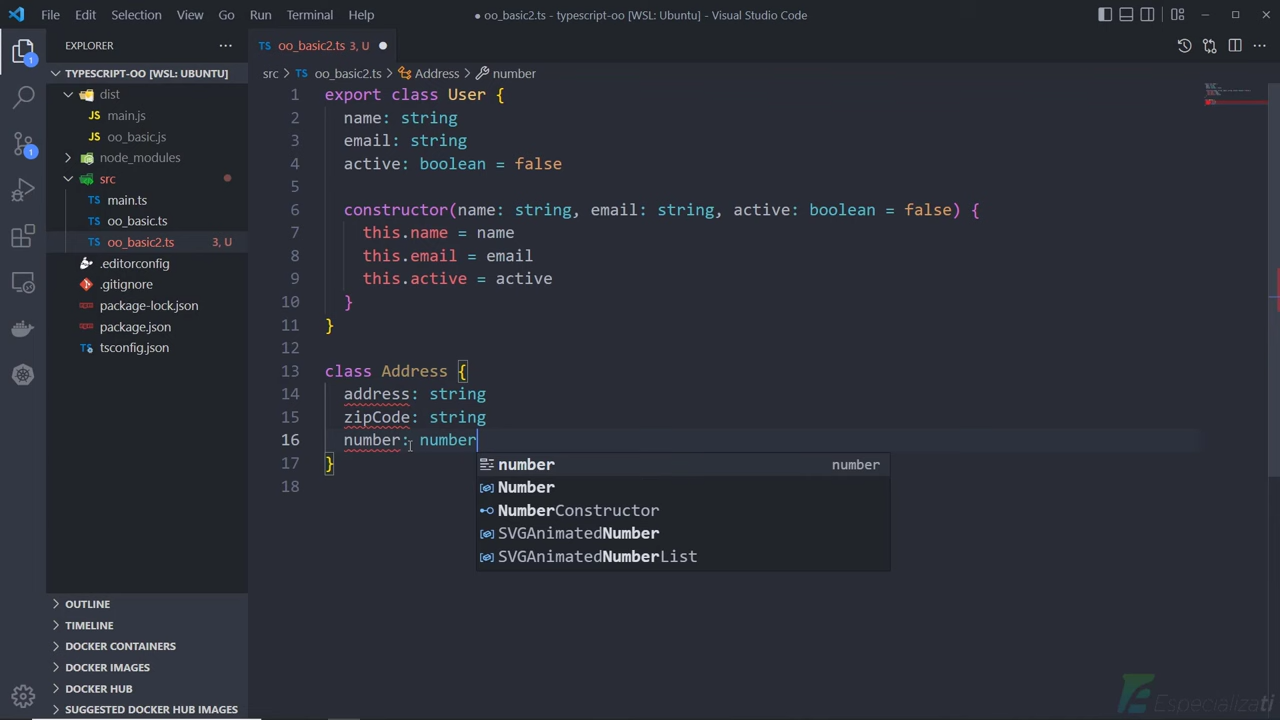 File Edit Selection View Go Run Terminal Help
● oo_basic2.ts - typescript-oo [WSL: Ubuntu] - Visual Studio Code
EXPLORER
TS oo_basic2.ts 3, U
TYPESCRIPT-OO [WSL: UBUNTU]
src > TS oo_basic2.ts > Address > number
dist
main.js
oo_basic.js
node_modules
src
TS main.ts
TS oo_basic.ts
TS oo_basic2.ts 3, U
.editorconfig
.gitignore
package-lock.json
package.json
tsconfig.json
OUTLINE
TIMELINE
DOCKER CONTAINERS
DOCKER IMAGES
DOCKER HUB
SUGGESTED DOCKER HUB IMAGES
1
1
1 export class User {
2 name: string
3 email: string
4 active: boolean = false
5
6 constructor(name: string, email: string, active: boolean = false) {
7 this.name = name
8 this.email = email
9 this.active = active
10 }
11 }
12
13 class Address {
14 address: string
15 zipCode: string
16 number: number
17 }
18
number number
Number
NumberConstructor
SVGAnimatedNumber
SVGAnimatedNumberList
Especializati